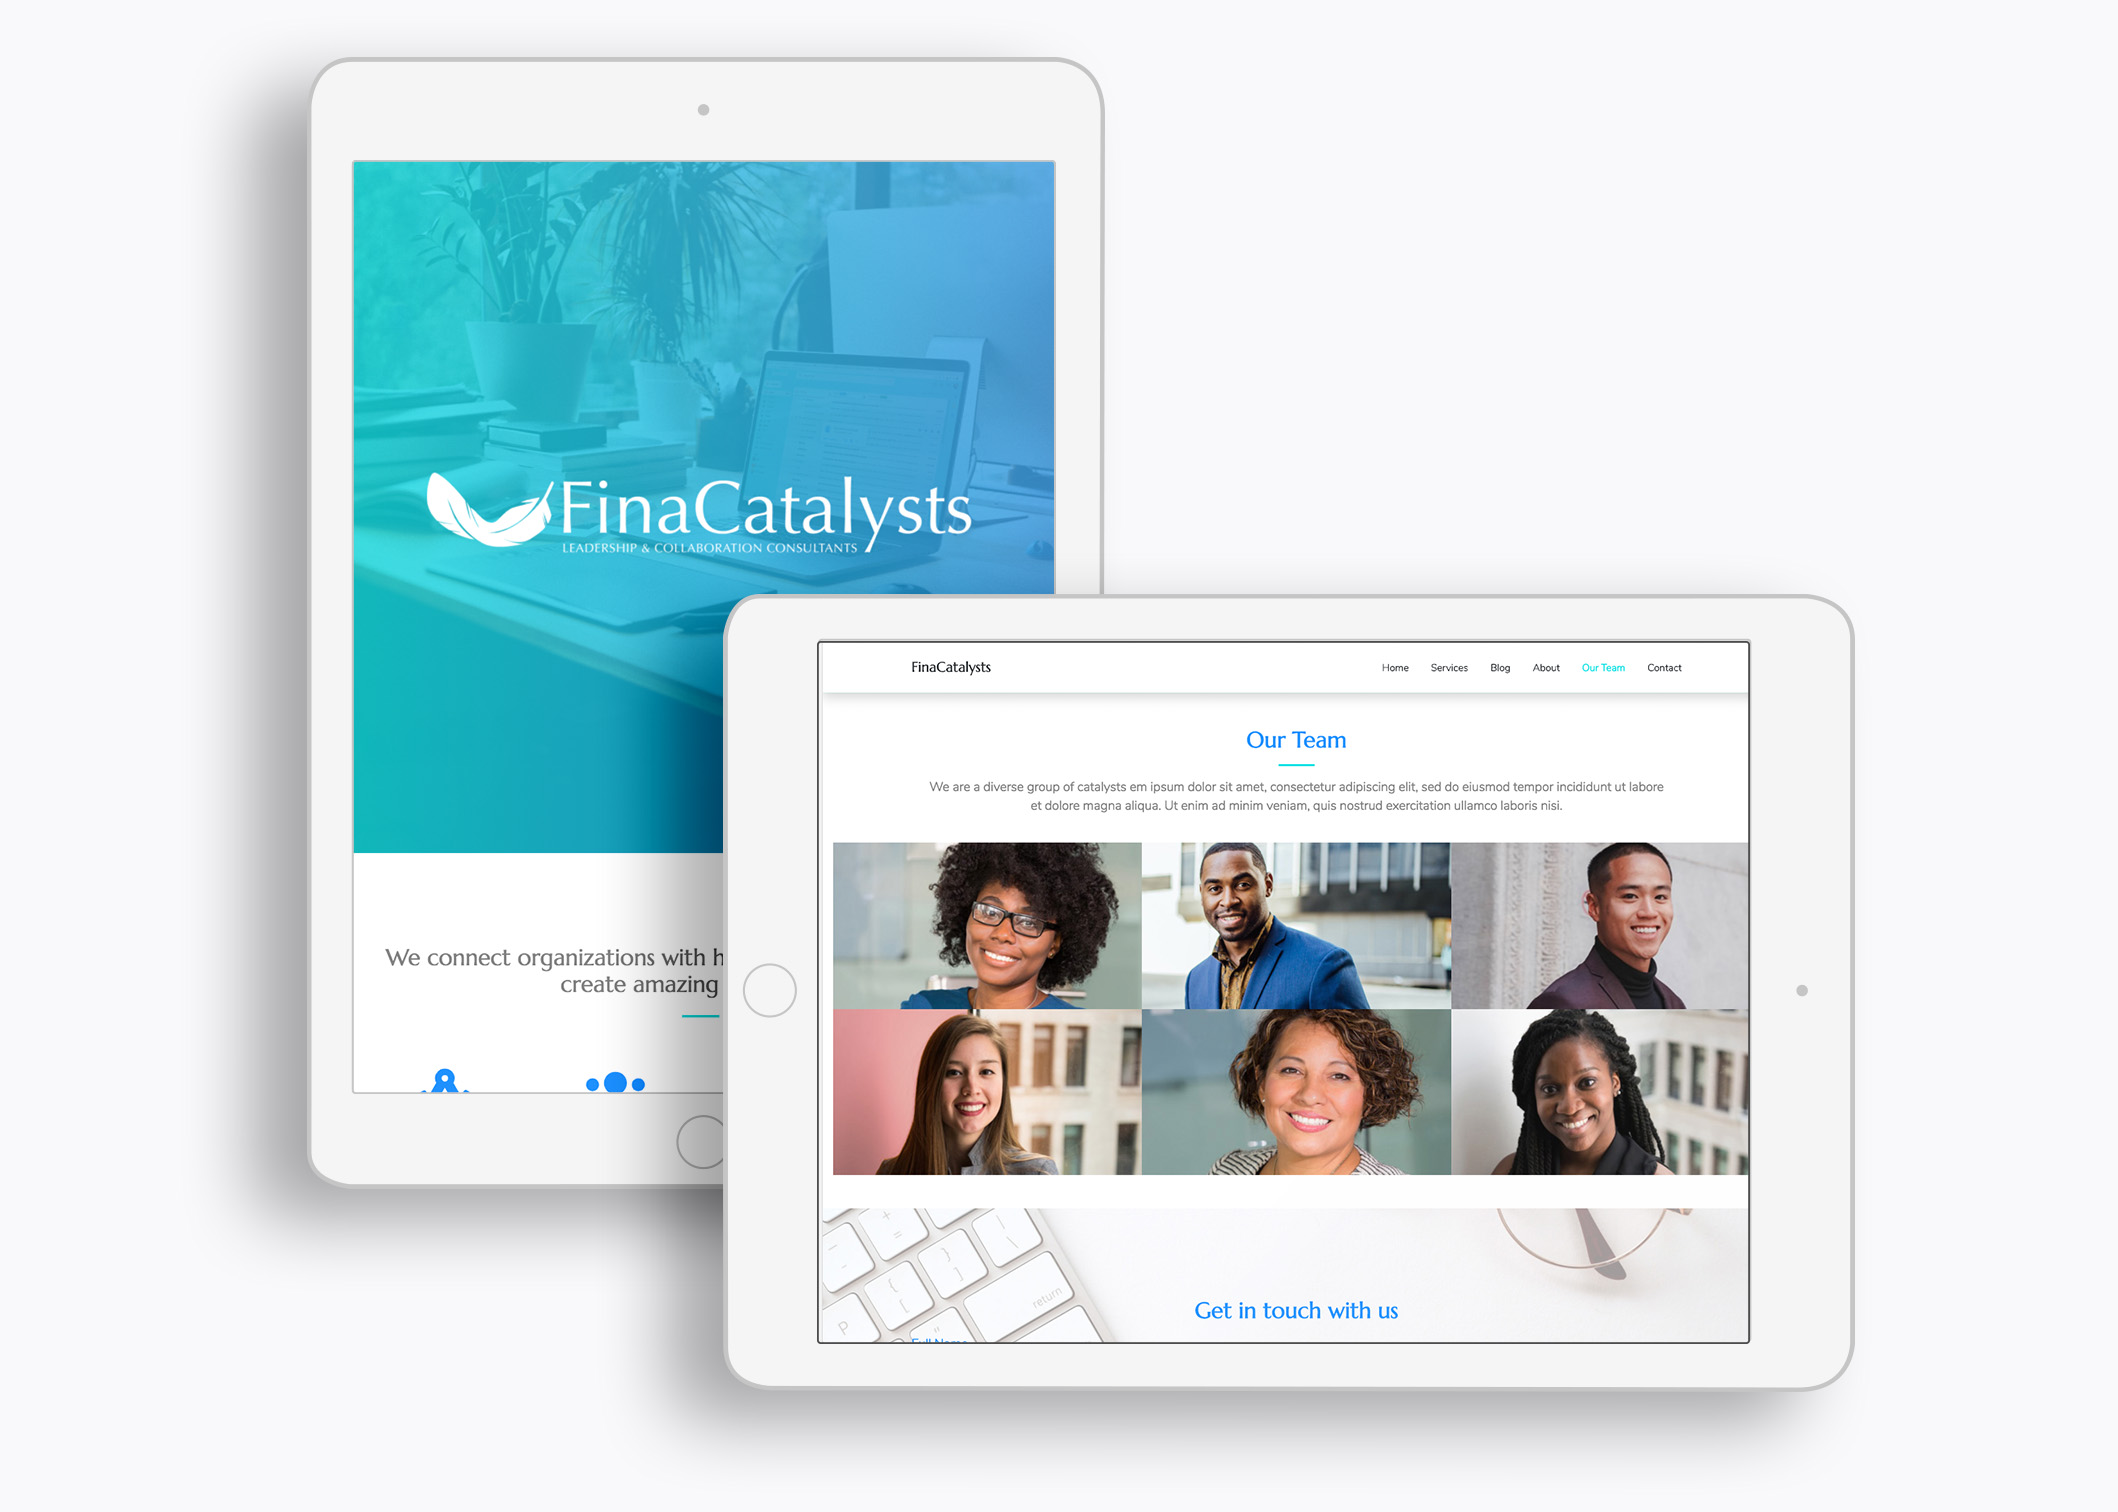 FinaCatalysts
LEADERSHIP & COLLABORATION CONSULTANTS
We connect organizations with
create amazing
FinaCatalysts
Home Services Blog About Our Team Contact
Our Team
We are a diverse group of catalysts em ipsum dolor sit amet, consectetur adipiscing elit, sed do eiusmod tempor incididunt ut labore
et dolore magna aliqua. Ut enim ad minim veniam, quis nostrud exercitation ullamco laboris nisi.
return
P
Get in touch with us
Full Name